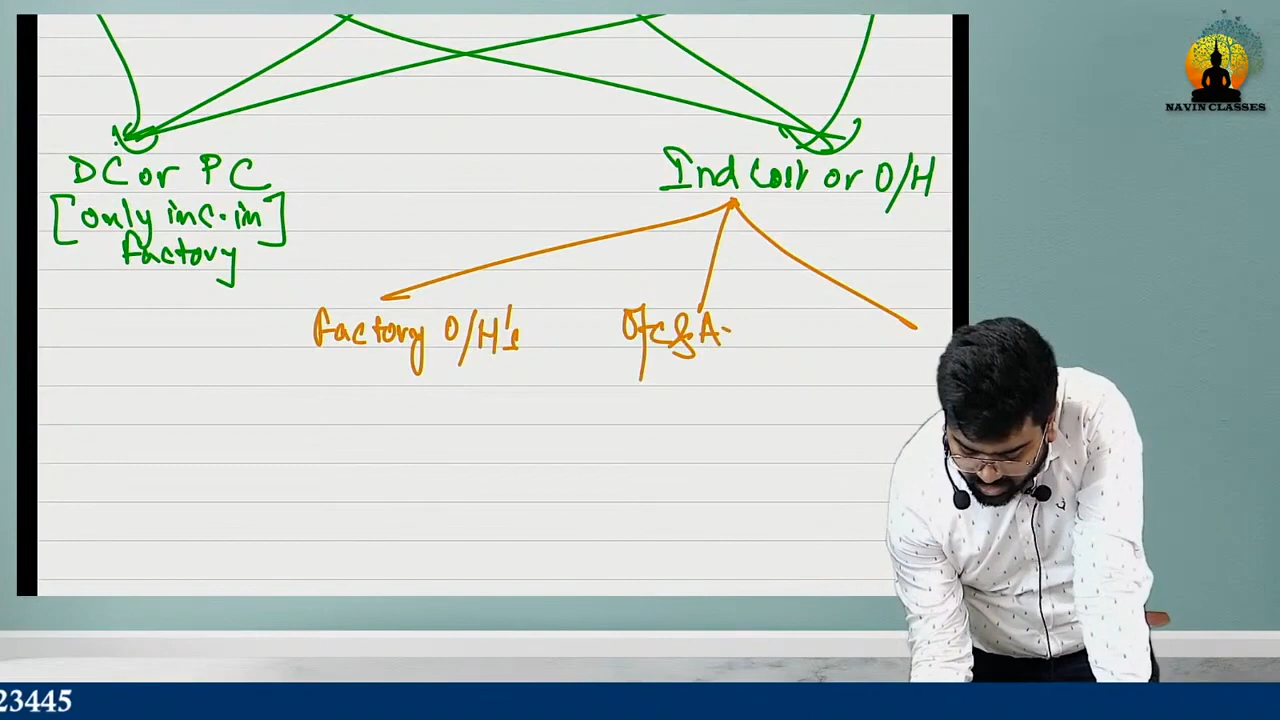 NAVIN CLASSES
DC or PC
[only inc. in]
factory
Ind Cost or O/H
Factory O/H's
Ofc & A.
23445